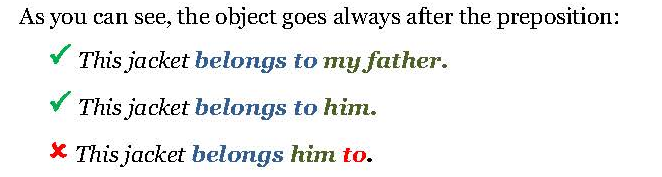 As you can see, the object goes always after the preposition:
✓ This jacket belongs to my father.
✓ This jacket belongs to him.
✗ This jacket belongs him to.